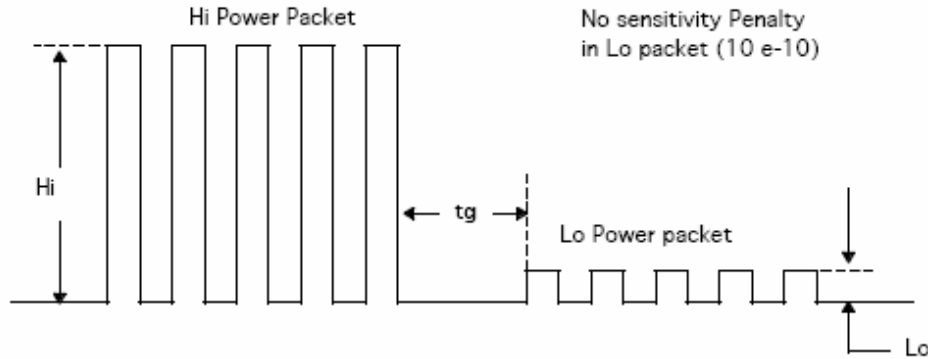 Hi Power Packet
No sensitivity Penalty
in Lo packet (10 e-10)
Hi
tg
Lo Power packet
Lo